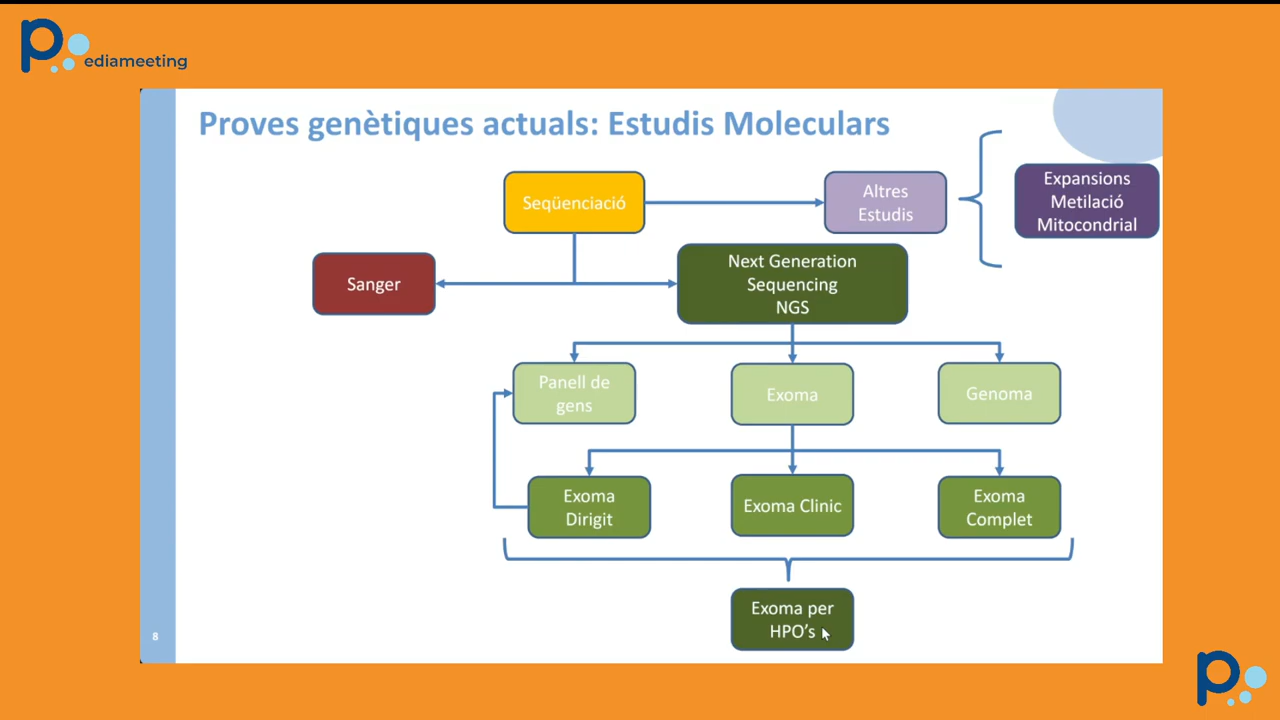 ediameeting
Proves genètiques actuals: Estudis Moleculars
Seqüenciació
Altres
Estudis
Expansions
Metilació
Mitocondrial
Sanger
Next Generation
Sequencing
NGS
Panell de
gens
Exoma
Genoma
Exoma
Dirigit
Exoma Clinic
Exoma
Complet
Exoma per
HPO's
8